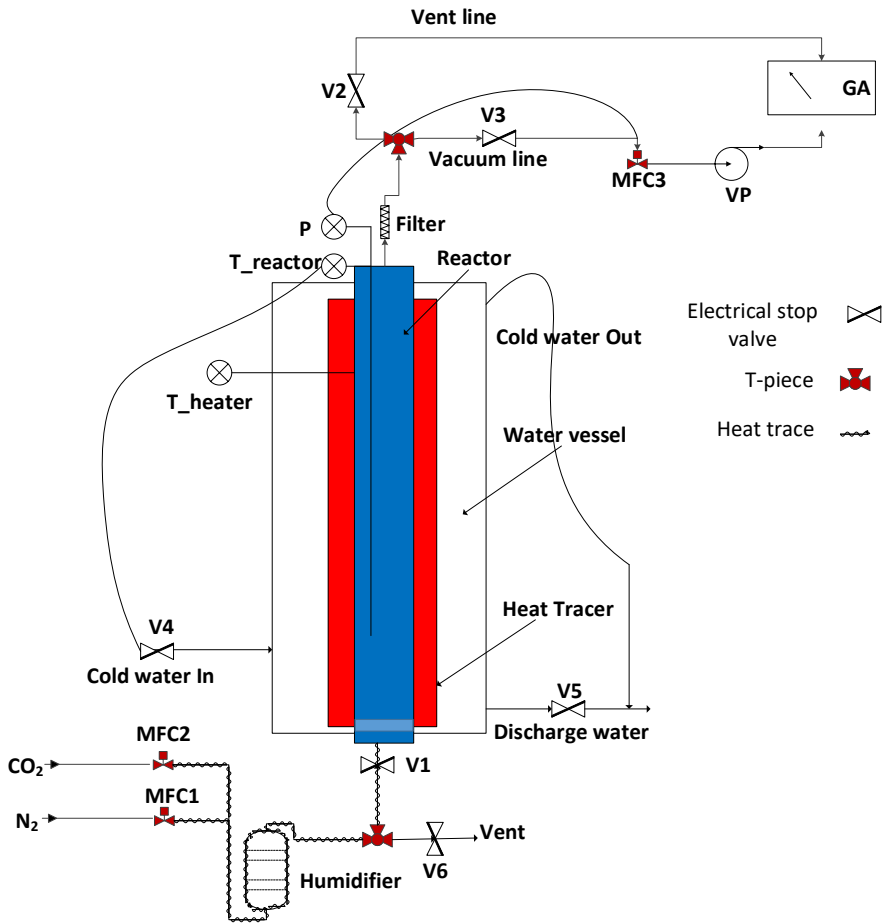 Vent line
V2
GA
V3
Vacuum line
MFC3
VP
P
Filter
T_reactor
Reactor
Electrical stop
valve
Cold water Out
T-piece
T_heater
Heat trace
Water vessel
Heat Tracer
V4
Cold water In
V5
Discharge water
MFC2
V1
CO₂
MFC1
N₂
Vent
V6
Humidifier